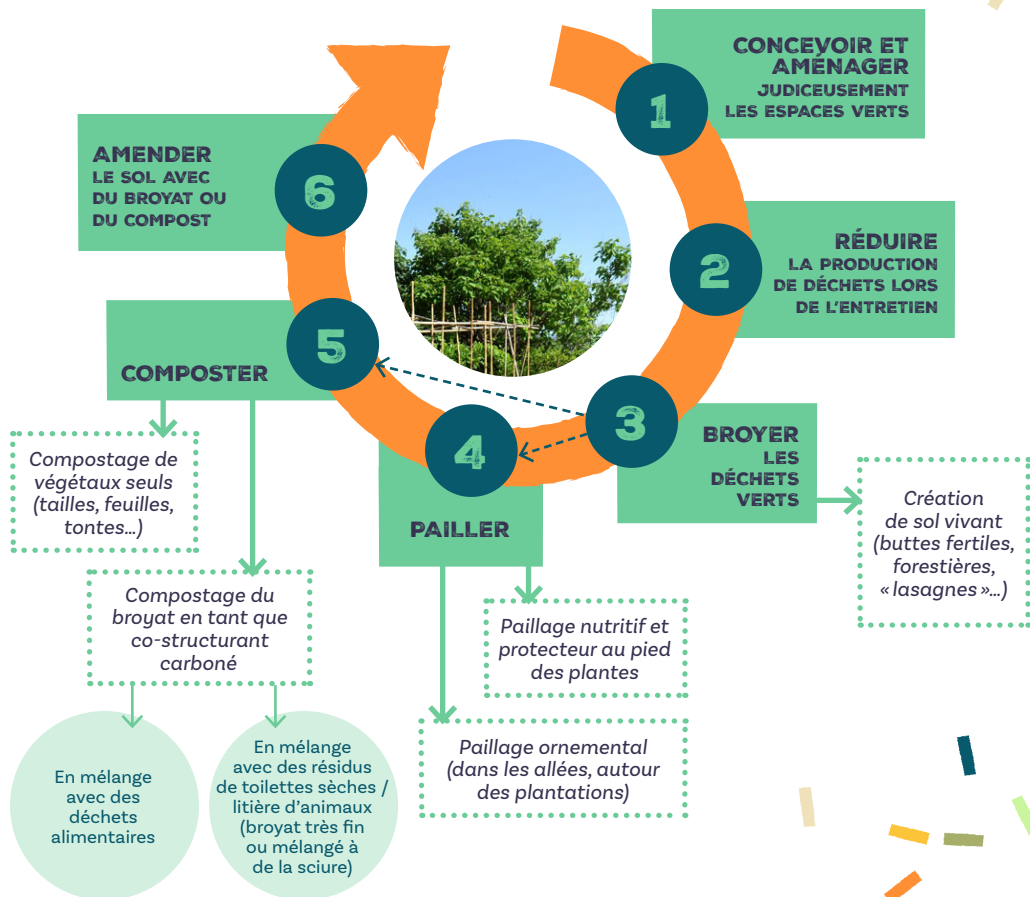 1
CONCEVOIR ET
AMÉNAGER
JUDICEUSEMENT
LES ESPACES VERTS
2
RÉDUIRE
LA PRODUCTION
DE DÉCHETS LORS
DE L'ENTRETIEN
3
BROYER
LES
DÉCHETS
VERTS
Création
de sol vivant
(buttes fertiles,
forestières,
« lasagnes »...)
4
PAILLER
Paillage nutritif et
protecteur au pied
des plantes
Paillage ornemental
(dans les allées, autour
des plantations)
5
COMPOSTER
Compostage de
végétaux seuls
(tailles, feuilles,
tontes...)
Compostage du
broyat en tant que
co-structurant
carboné
En mélange
avec des
déchets
alimentaires
En mélange
avec des résidus
de toilettes sèches /
litière d'animaux
(broyat très fin
ou mélangé à
de la sciure)
6
AMENDER
LE SOL AVEC
DU BROYAT OU
DU COMPOST